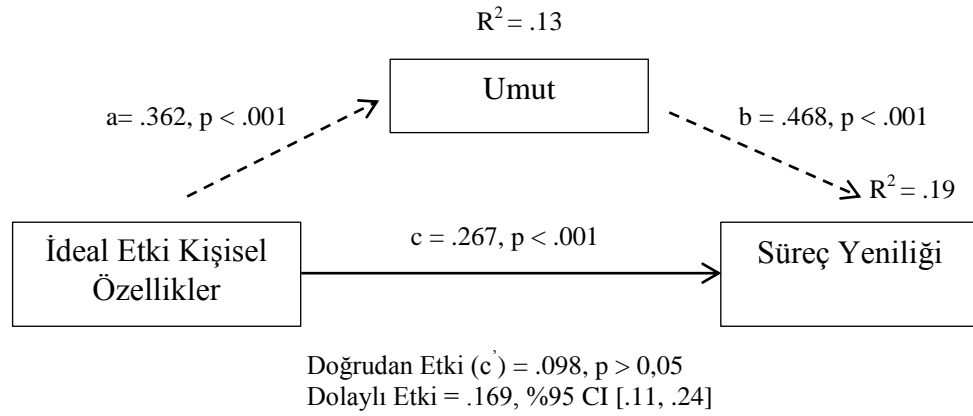 R² = .13
Umut
a= .362, p < .001
b = .468, p < .001
R² = .19
İdeal Etki Kişisel
Özellikler
c = .267, p < .001
Süreç Yeniliği
Doğrudan Etki (c’) = .098, p > 0,05
Dolaylı Etki = .169, %95 CI [.11, .24]